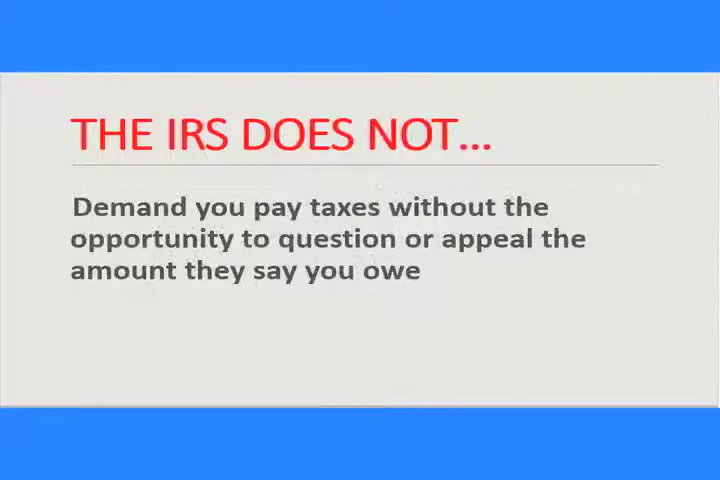 THE IRS DOES NOT...
Demand you pay taxes without the
opportunity to question or appeal the
amount they say you owe